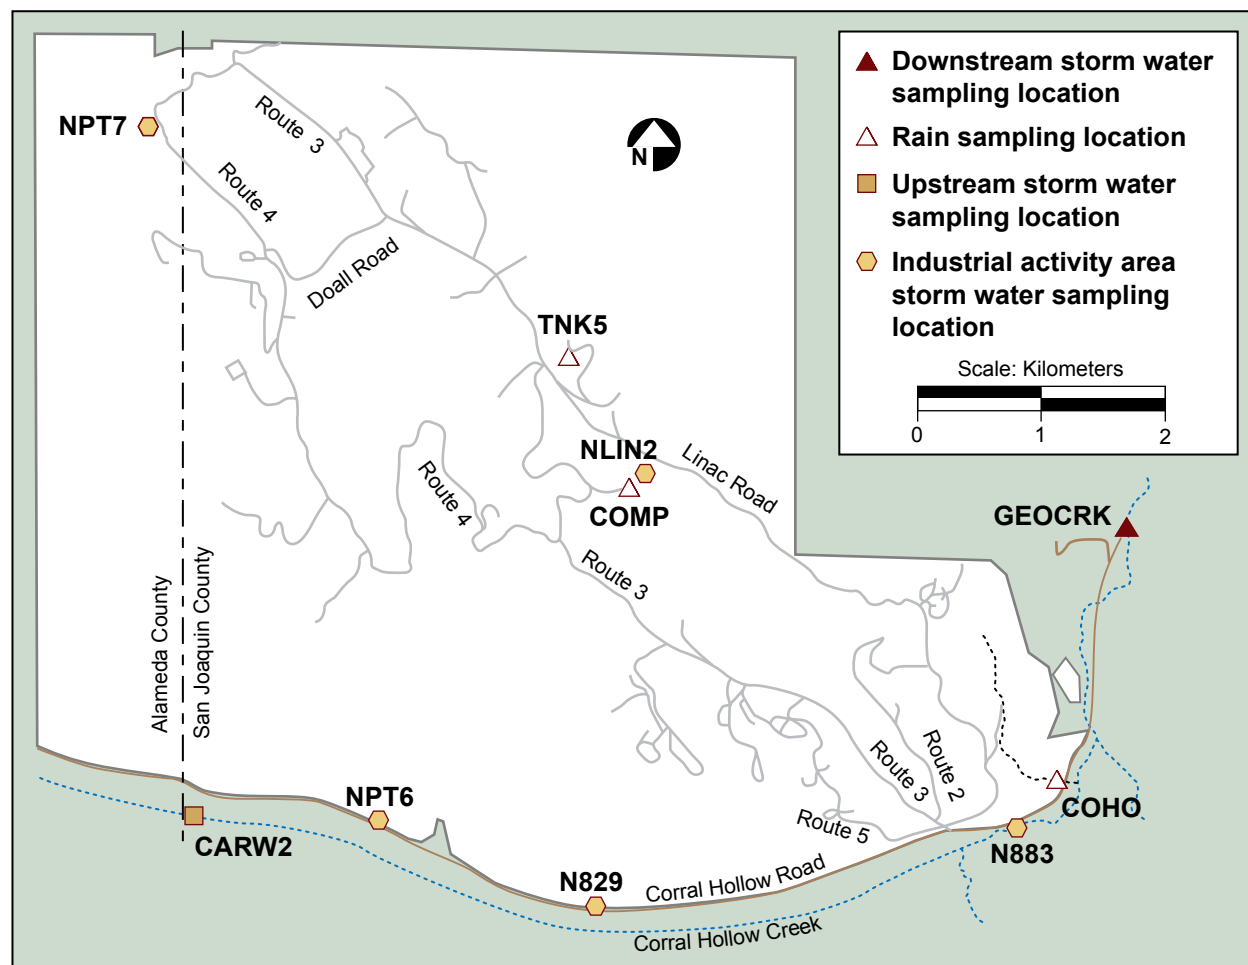 Downstream storm water
sampling location
Rain sampling location
Upstream storm water
sampling location
Industrial activity area
storm water sampling
location
Scale: Kilometers
0 1 2
N
NPT7
Route 3
Route 4
Doall Road
TNK5
NLIN2
COMP
Linac Road
Route 4
Route 3
GEOCRK
Alameda County
San Joaquin County
Route 3
Route 2
Route 5
COHO
N883
NPT6
CARW2
N829
Corral Hollow Road
Corral Hollow Creek